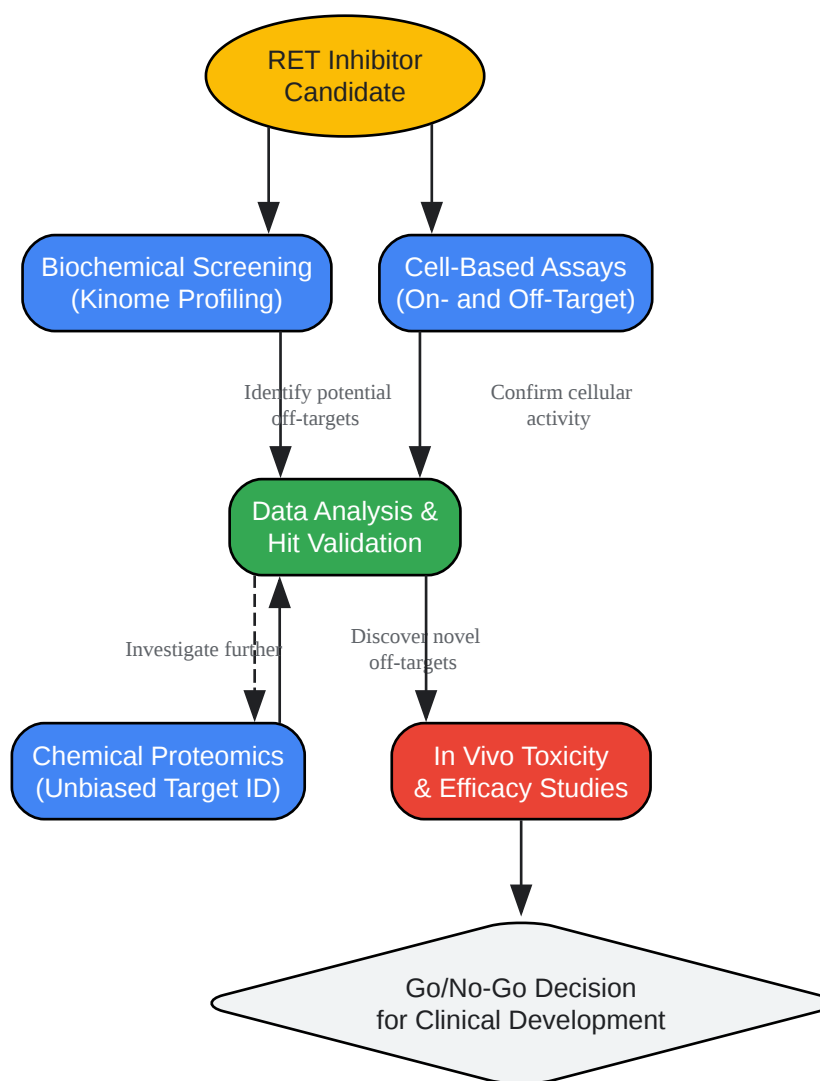 RET Inhibitor
Candidate
Biochemical Screening
(Kinome Profiling)
Cell-Based Assays
(On- and Off-Target)
Identify potential
off-targets
Confirm cellular
activity
Data Analysis &
Hit Validation
Investigate further
Discover novel
off-targets
Chemical Proteomics
(Unbiased Target ID)
In Vivo Toxicity
& Efficacy Studies
Go/No-Go Decision
for Clinical Development